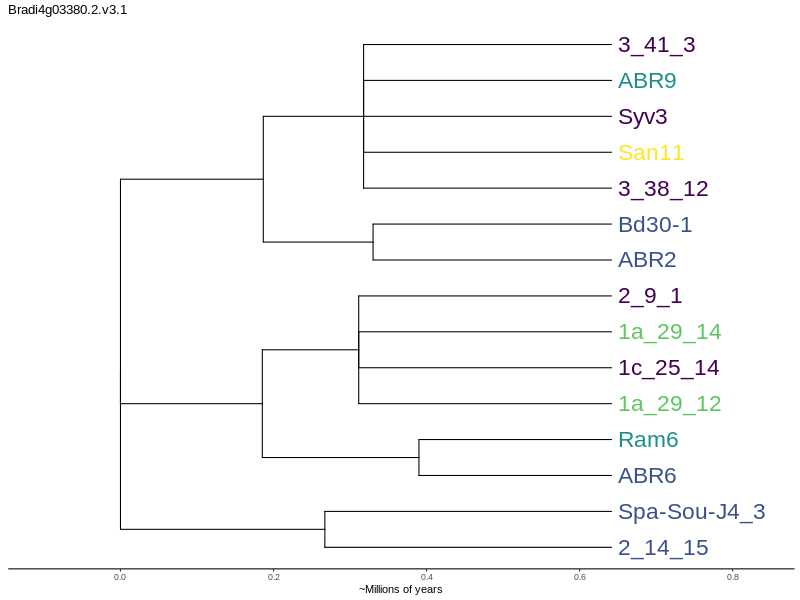 Bradi4g03380.2.v3.1
3_41_3
ABR9
Syv3
San11
3_38_12
Bd30-1
ABR2
2_9_1
1a_29_14
1c_25_14
1a_29_12
Ram6
ABR6
Spa-Sou-J4_3
2_14_15
0.0 0.2 0.4 0.6 0.8
~Millions of years